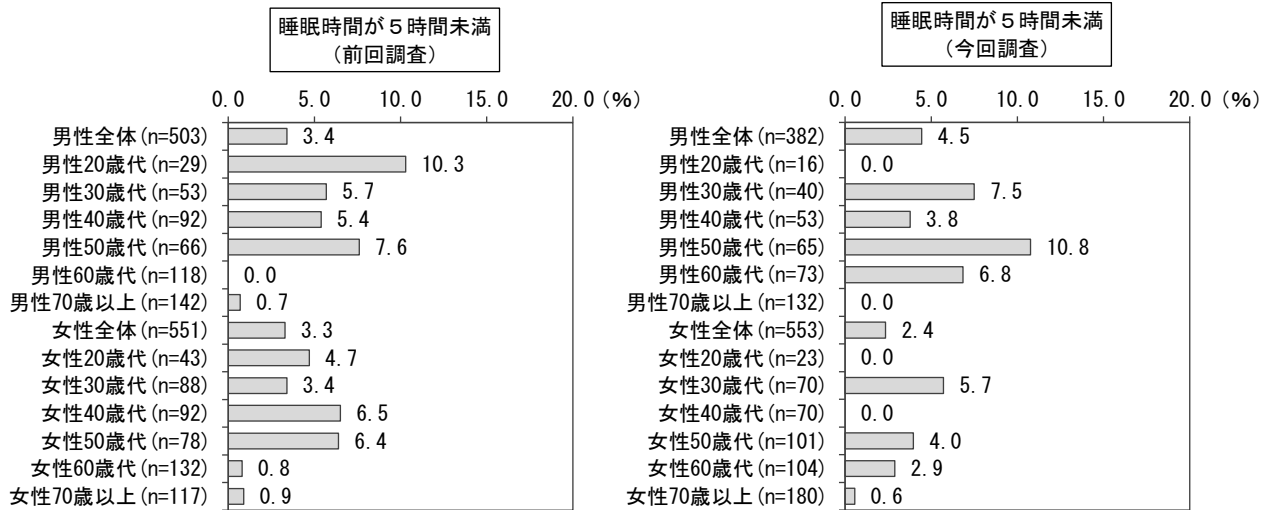 睡眠時間が５時間未満
（前回調査）
0.0 5.0 10.0 15.0 20.0 (%)
男性全体(n=503) 3.4
男性20歳代(n=29) 10.3
男性30歳代(n=53) 5.7
男性40歳代(n=92) 5.4
男性50歳代(n=66) 7.6
男性60歳代(n=118) 0.0
男性70歳以上(n=142) 0.7
女性全体(n=551) 3.3
女性20歳代(n=43) 4.7
女性30歳代(n=88) 3.4
女性40歳代(n=92) 6.5
女性50歳代(n=78) 6.4
女性60歳代(n=132) 0.8
女性70歳以上(n=117) 0.9
睡眠時間が５時間未満
（今回調査）
0.0 5.0 10.0 15.0 20.0 (%)
男性全体(n=382) 4.5
男性20歳代(n=16) 0.0
男性30歳代(n=40) 7.5
男性40歳代(n=53) 3.8
男性50歳代(n=65) 10.8
男性60歳代(n=73) 6.8
男性70歳以上(n=132) 0.0
女性全体(n=553) 2.4
女性20歳代(n=23) 0.0
女性30歳代(n=70) 5.7
女性40歳代(n=70) 0.0
女性50歳代(n=101) 4.0
女性60歳代(n=104) 2.9
女性70歳以上(n=180) 0.6